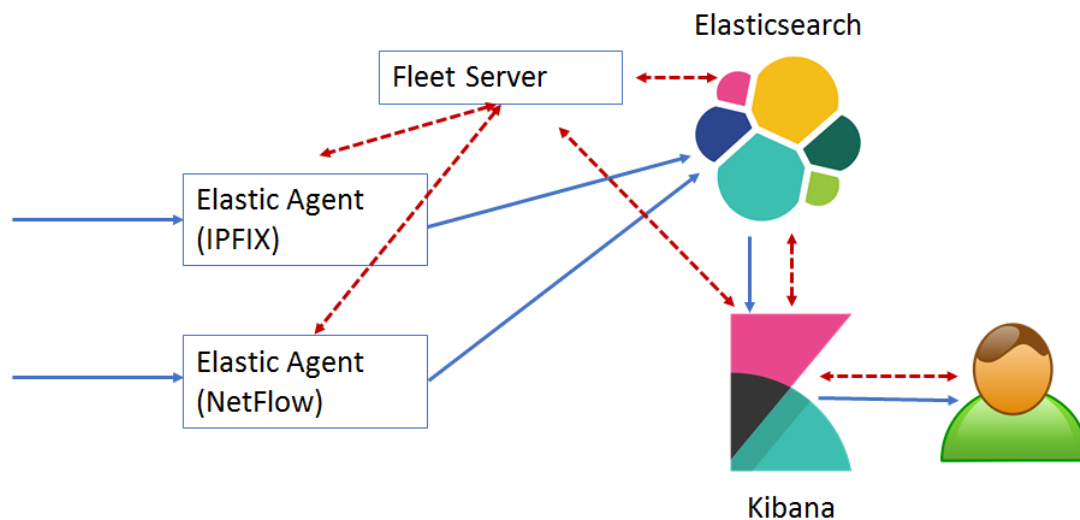 Elasticsearch
Fleet Server
Elastic Agent
(IPFIX)
Elastic Agent
(NetFlow)
Kibana